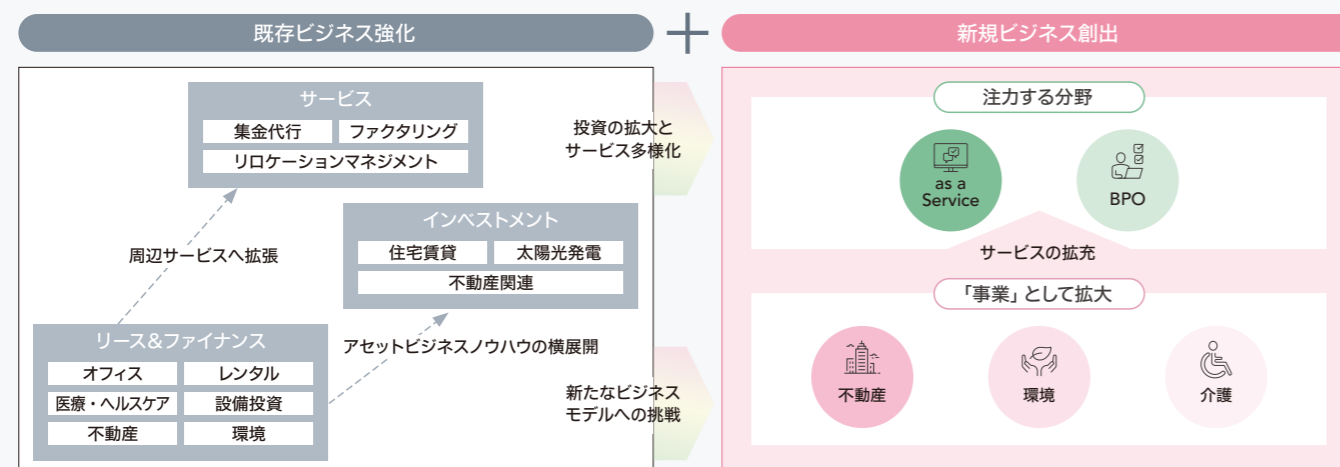 既存ビジネス強化
＋
新規ビジネス創出
サービス
集金代行
ファクタリング
リロケーションマネジメント
周辺サービスへ拡張
インベストメント
住宅賃貸
太陽光発電
不動産関連
リース&ファイナンス
オフィス
レンタル
医療・ヘルスケア
設備投資
不動産
環境
アセットビジネスノウハウの横展開
投資の拡大と
サービス多様化
新たなビジネス
モデルへの挑戦
注力する分野
as a
Service
BPO
サービスの拡充
「事業」として拡大
不動産
環境
介護